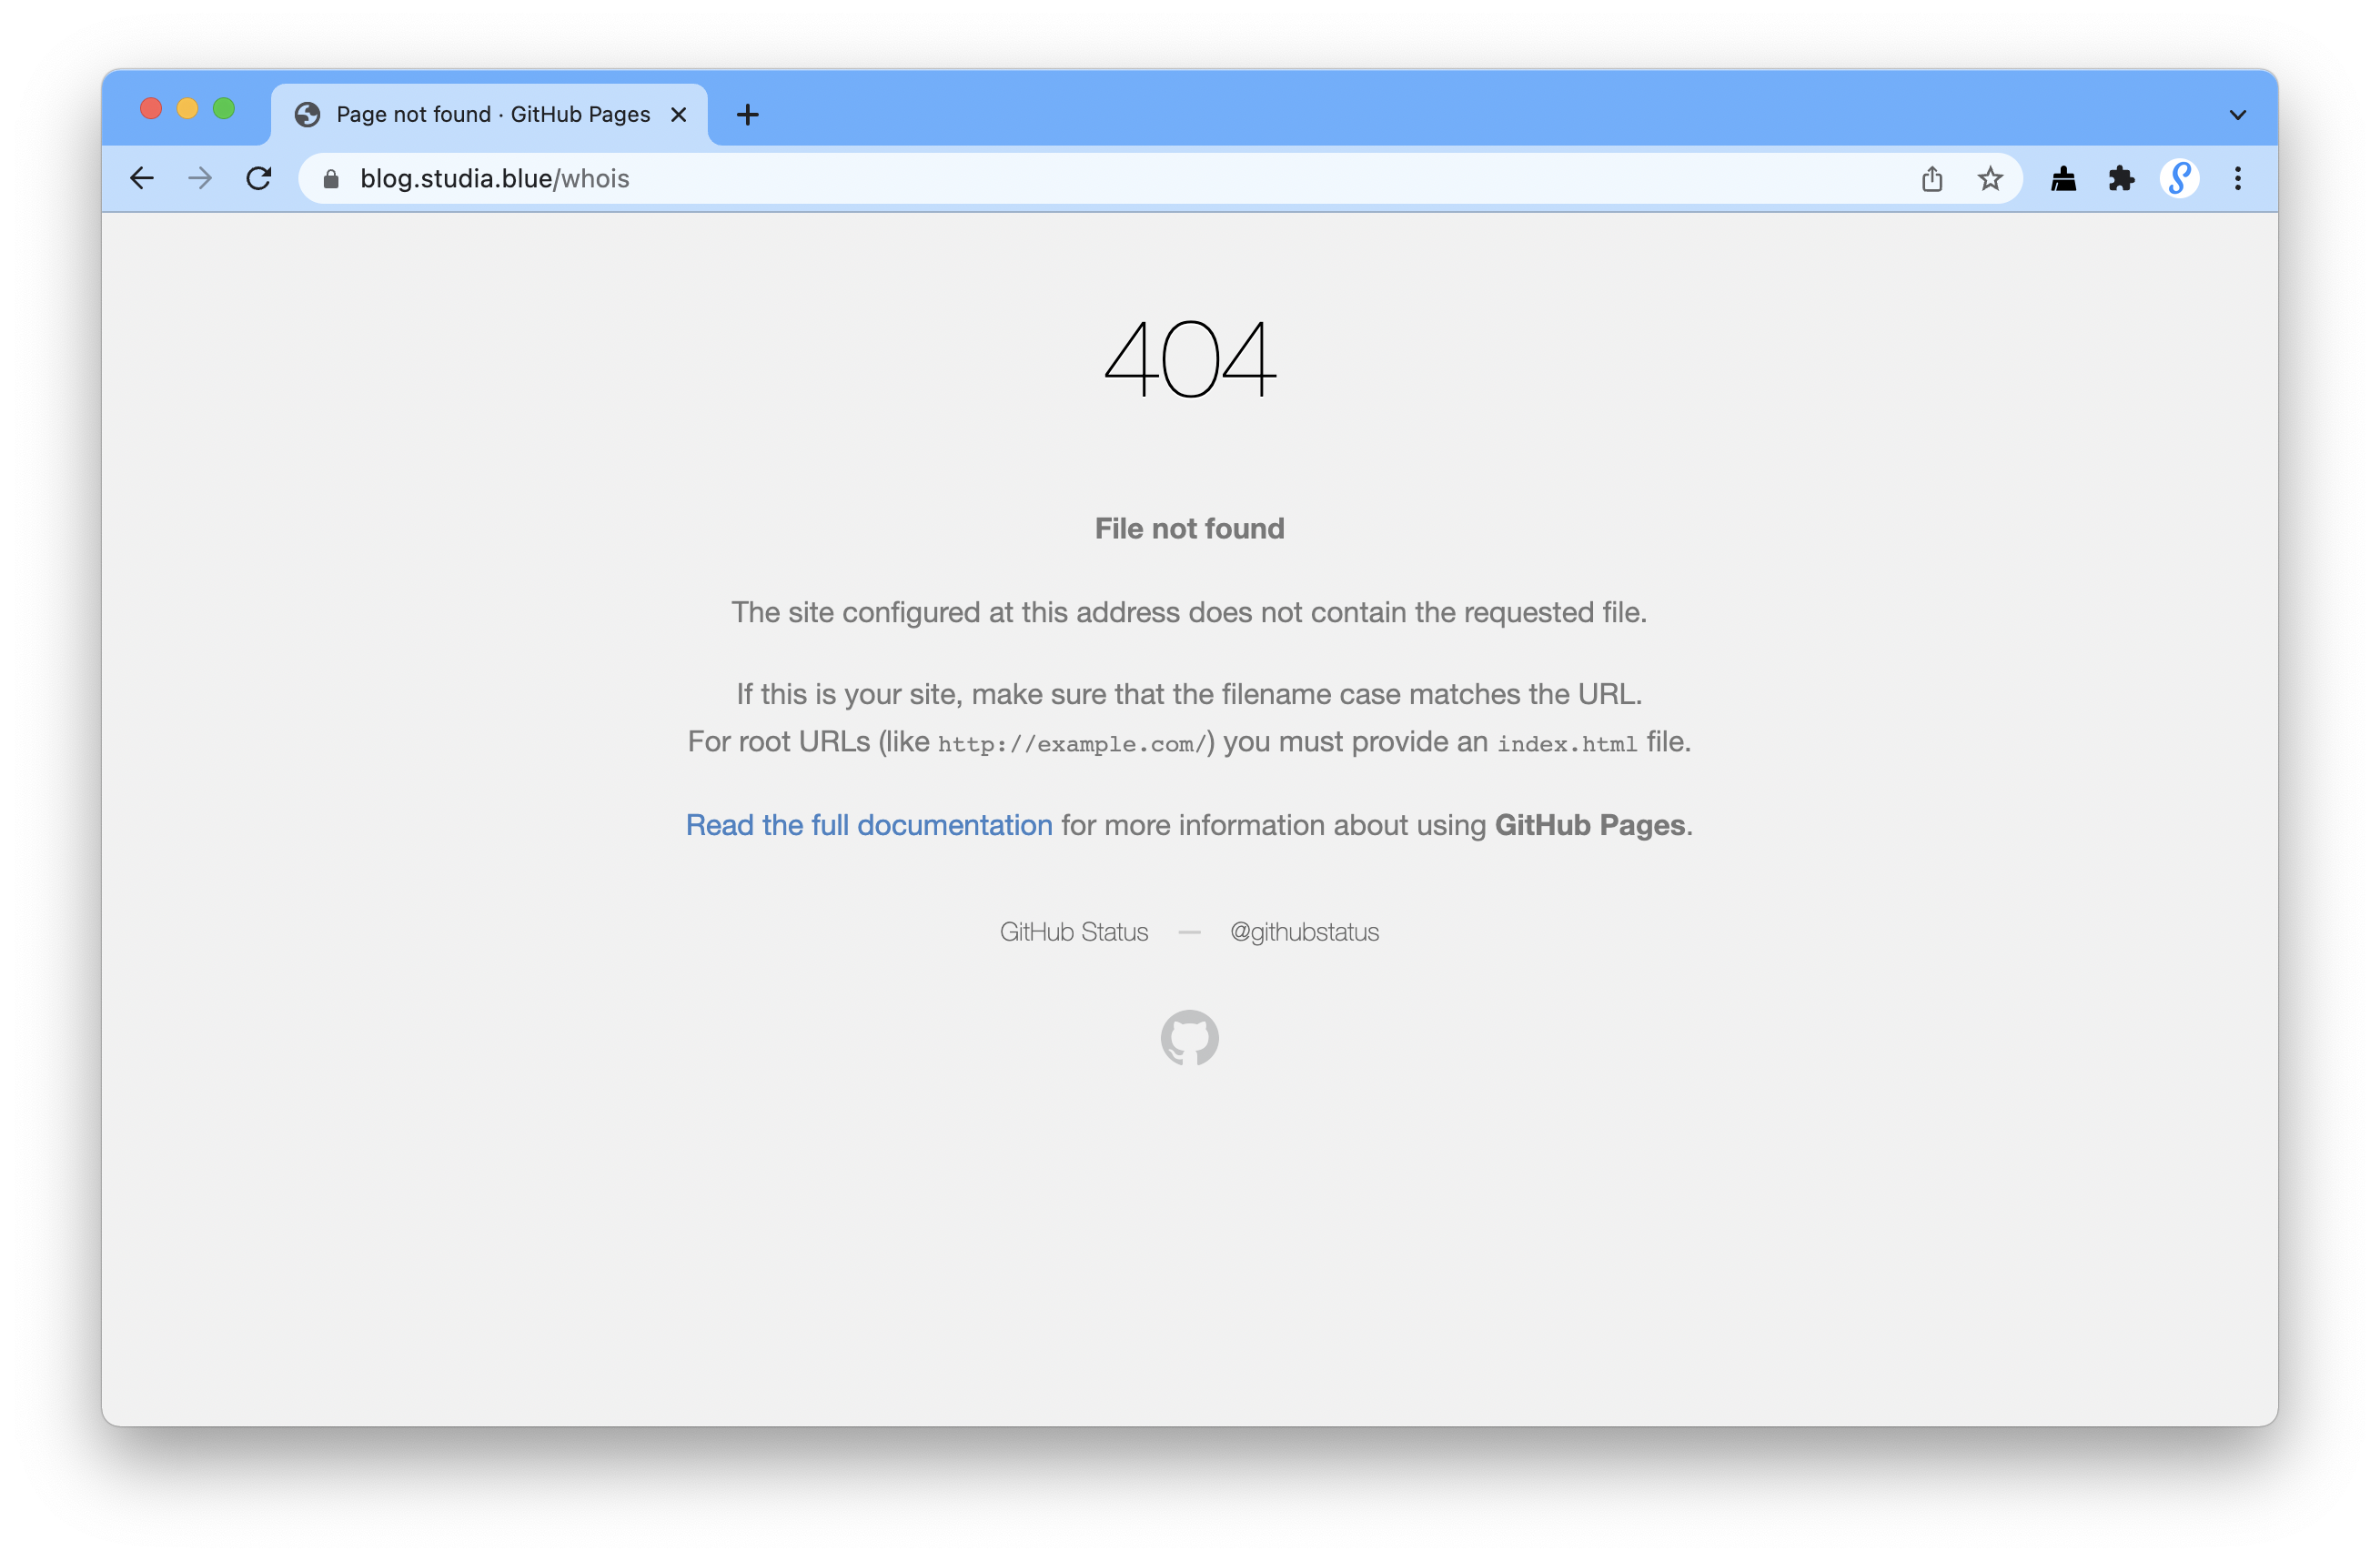 Page not found · GitHub Pages
blog.studia.blue/whois
404
File not found
The site configured at this address does not contain the requested file.
If this is your site, make sure that the filename case matches the URL.
For root URLs (like http://example.com/) you must provide an index.html file.
Read the full documentation for more information about using GitHub Pages.
GitHub Status — @githubstatus